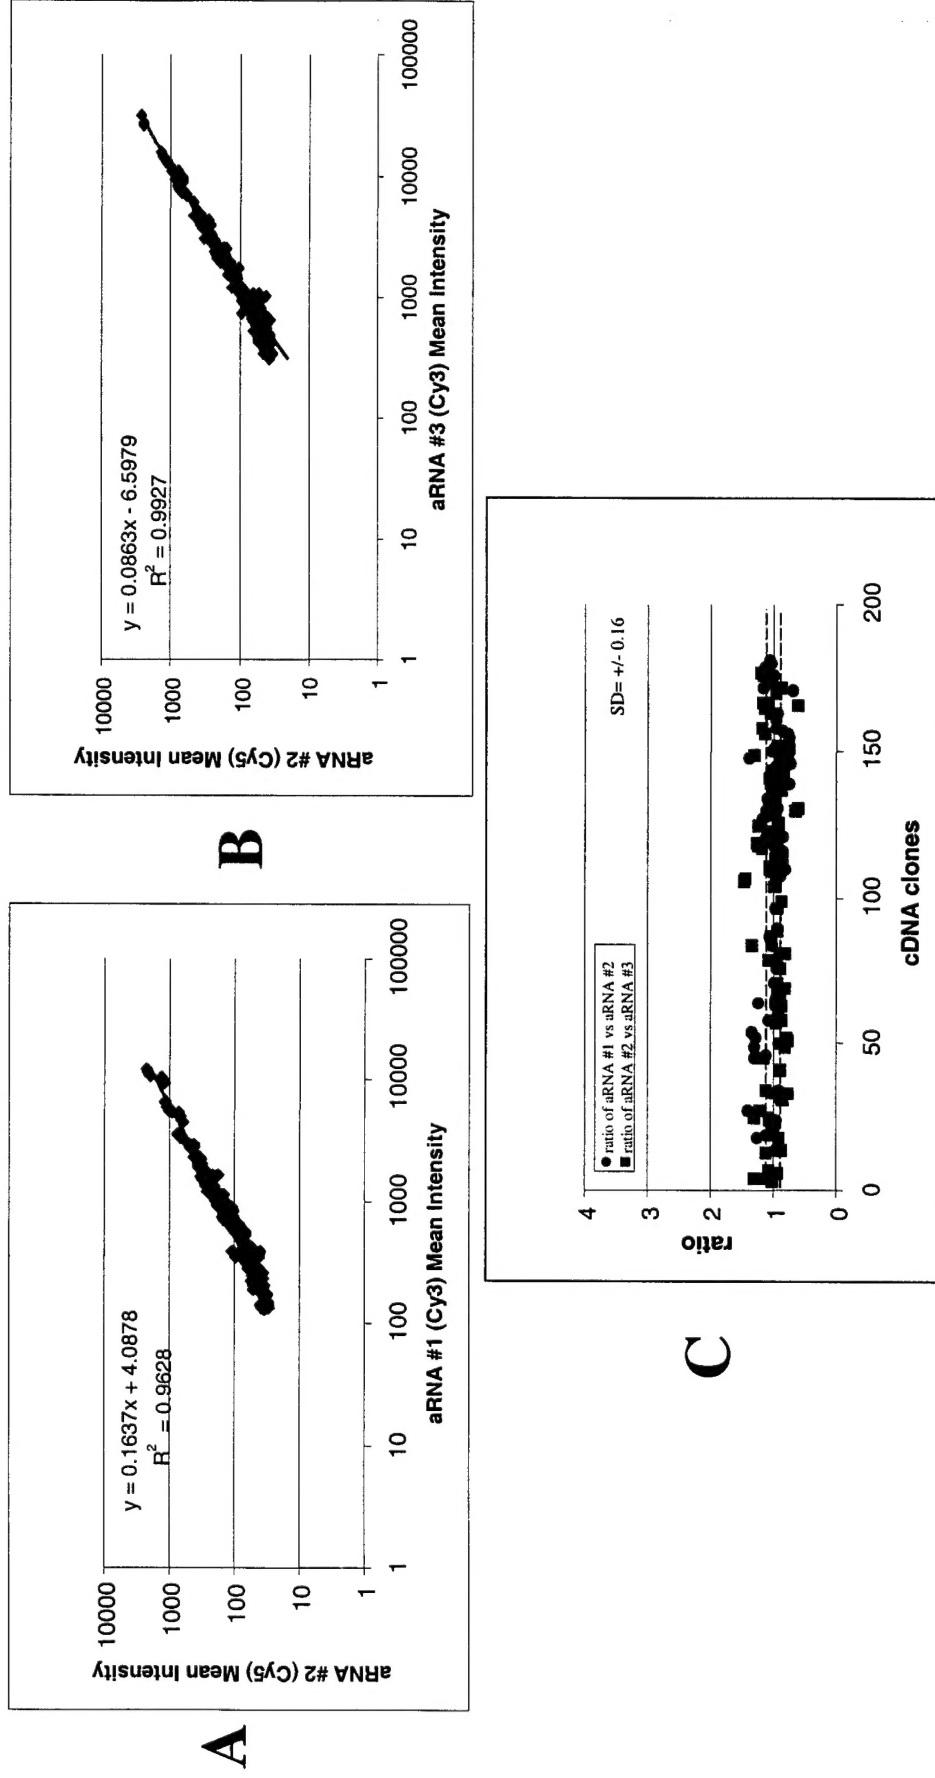 A
10000
1000
100
10
1
1
10
100
1000
10000
100000
y = 0.1637x + 4.0878
R² = 0.9628
aRNA #2 (Cy5) Mean Intensity
aRNA #1 (Cy3) Mean Intensity
B
10000
1000
100
10
1
1
10
100
1000
10000
100000
y = 0.0863x - 6.5979
R² = 0.9927
aRNA #2 (Cy5) Mean Intensity
aRNA #3 (Cy3) Mean Intensity
C
4
3
2
1
0
0
50
100
150
200
ratio
cDNA clones
ratio of aRNA #1 vs aRNA #2
ratio of aRNA #2 vs aRNA #3
SD= +/- 0.16